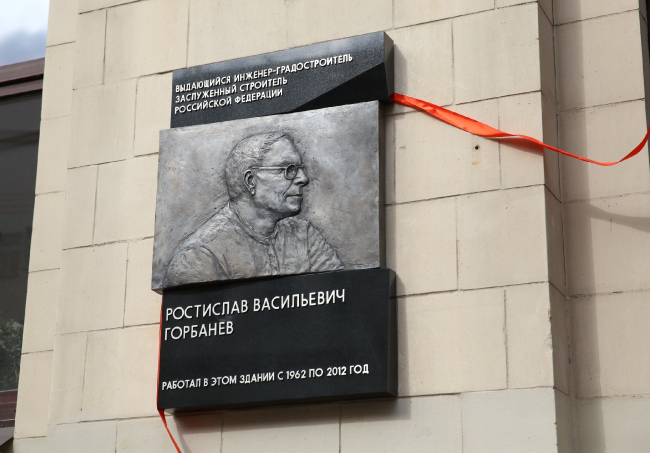 ВЫДАЮЩИЙСЯ ИНЖЕНЕР-ГРАДОСТРОИТЕЛЬ
ЗАСЛУЖЕННЫЙ СТРОИТЕЛЬ
РОССИЙСКОЙ ФЕДЕРАЦИИ
РОСТИСЛАВ ВАСИЛЬЕВИЧ
ГОРБАНЕВ
РАБОТАЛ В ЭТОМ ЗДАНИИ С 1962 ПО 2012 ГОД